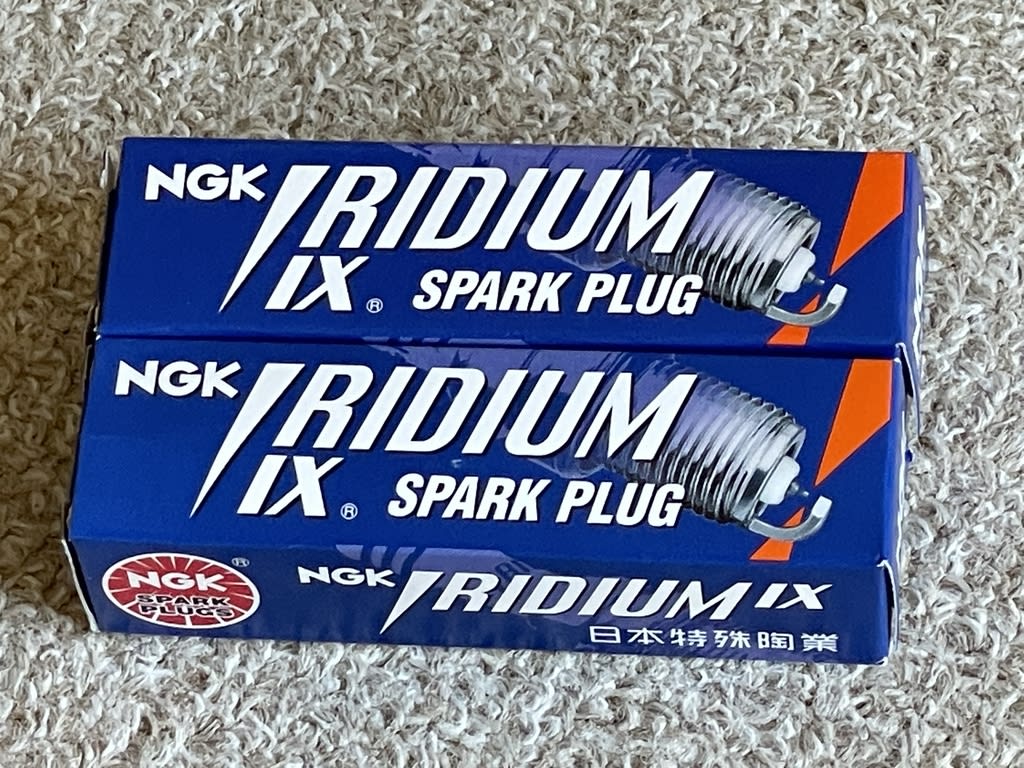 NGK IRIDIUM
IX® SPARK PLUG
NGK IRIDIUM
IX® SPARK PLUG
NGK ®
SPARK
PLUGS
NGK IRIDIUM IX
日本特殊陶業